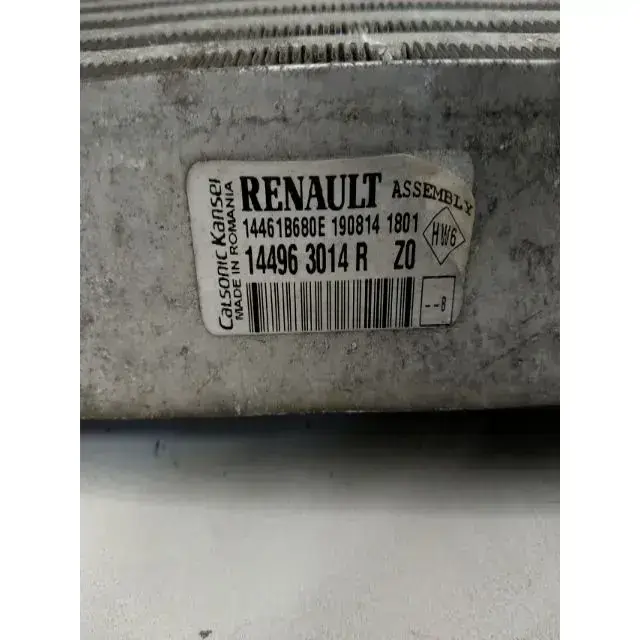 Calsonic Kansei
MADE IN ROMANIA
RENAULT ASSEMBLY
14461B680E 190814 1801
HW6
14496 3014 R Z0
--8